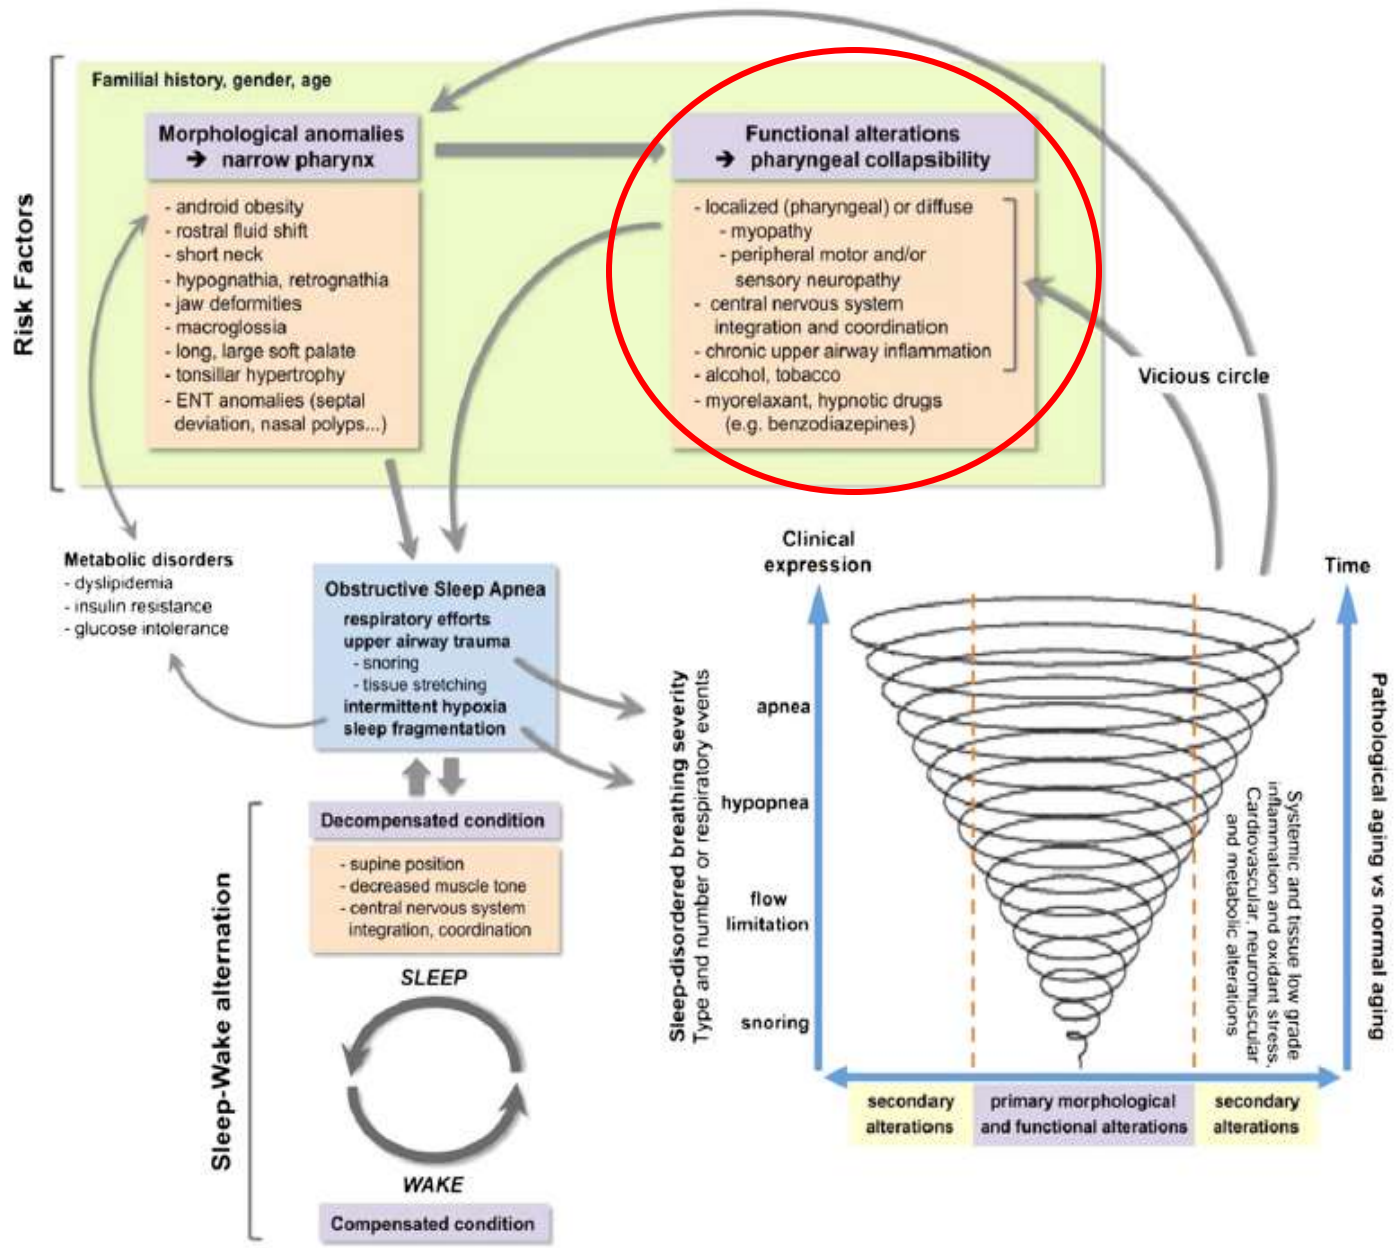 Risk Factors
Familial history, gender, age
Morphological anomalies
➔ narrow pharynx
- android obesity
- rostral fluid shift
- short neck
- hypognathia, retrognathia
- jaw deformities
- macroglossia
- long, large soft palate
- tonsillar hypertrophy
- ENT anomalies (septal
deviation, nasal polyps...)
Functional alterations
➔ pharyngeal collapsibility
- localized (pharyngeal) or diffuse
- myopathy
- peripheral motor and/or
sensory neuropathy
- central nervous system
integration and coordination
- chronic upper airway inflammation
- alcohol, tobacco
- myorelaxant, hypnotic drugs
(e.g. benzodiazepines)
Vicious circle
Metabolic disorders
- dyslipidemia
- insulin resistance
- glucose intolerance
Obstructive Sleep Apnea
respiratory efforts
upper airway trauma
- snoring
- tissue stretching
intermittent hypoxia
sleep fragmentation
Sleep-Wake alternation
Decompensated condition
- supine position
- decreased muscle tone
- central nervous system
integration, coordination
SLEEP
WAKE
Compensated condition
Clinical
expression
Time
Sleep-disordered breathing severity
Type and number or respiratory events
apnea
hypopnea
flow
limitation
snoring
Systemic and tissue low grade
inflammation and oxidant stress,
Cardiovascular, neuromuscular
and metabolic alterations
Pathological aging vs normal aging
secondary
alterations
primary morphological
and functional alterations
secondary
alterations